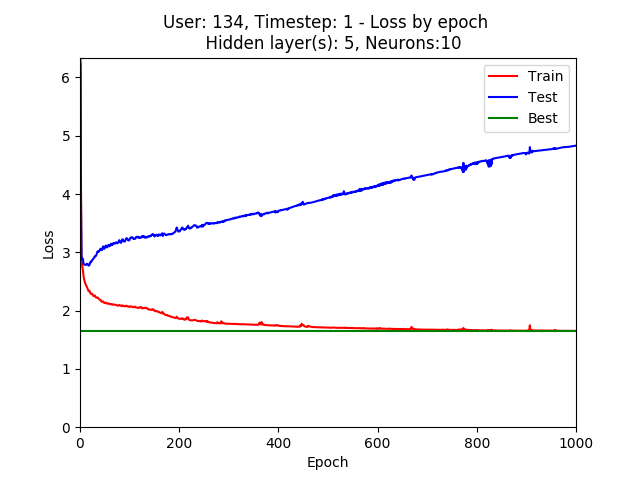 User: 134, Timestep: 1 - Loss by epoch
Hidden layer(s): 5, Neurons:10
Train
Test
Best
6
5
4
3
2
1
0
Loss
0 200 400 600 800 1000
Epoch